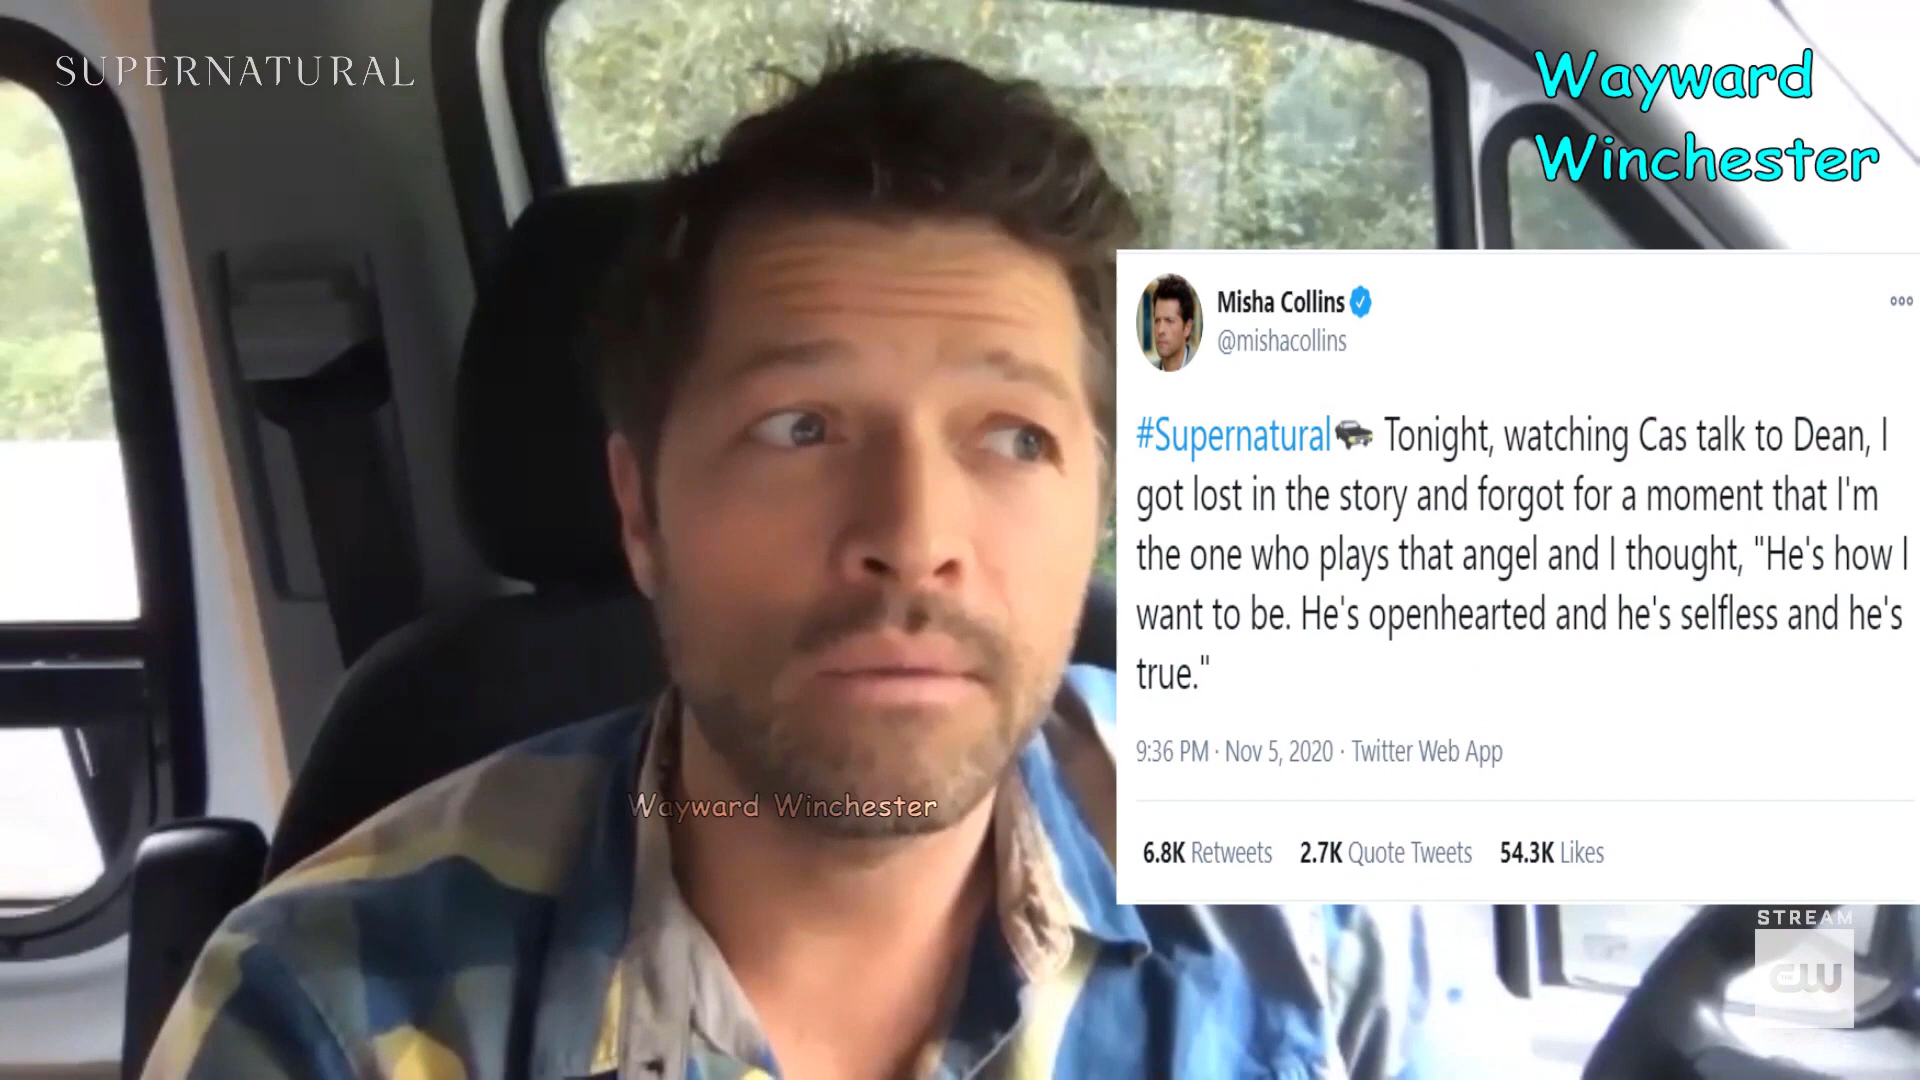 SUPERNATURAL
Wayward
Winchester
Misha Collins
@mishacollins
#Supernatural Tonight, watching Cas talk to Dean, I
got lost in the story and forgot for a moment that I'm
the one who plays that angel and I thought, "He's how I
want to be. He's openhearted and he's selfless and he's
true."
9:36 PM · Nov 5, 2020 · Twitter Web App
6.8K Retweets 2.7K Quote Tweets 54.3K Likes
Wayward Winchester
STREAM
THE CW